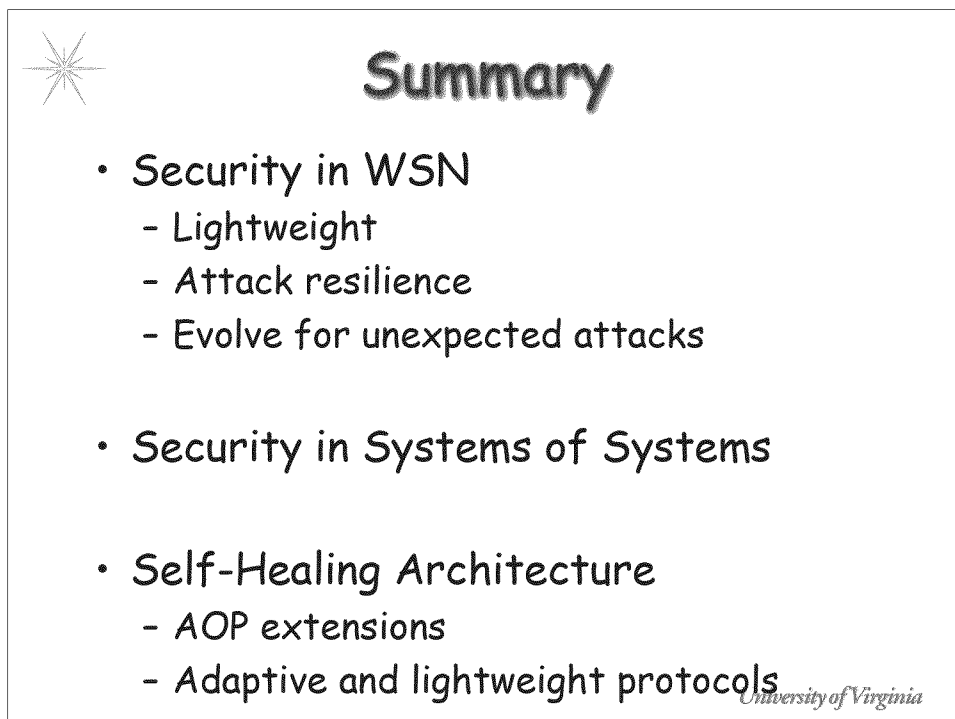 Summary
• Security in WSN
– Lightweight
– Attack resilience
– Evolve for unexpected attacks
• Security in Systems of Systems
• Self-Healing Architecture
– AOP extensions
– Adaptive and lightweight protocols
University of Virginia